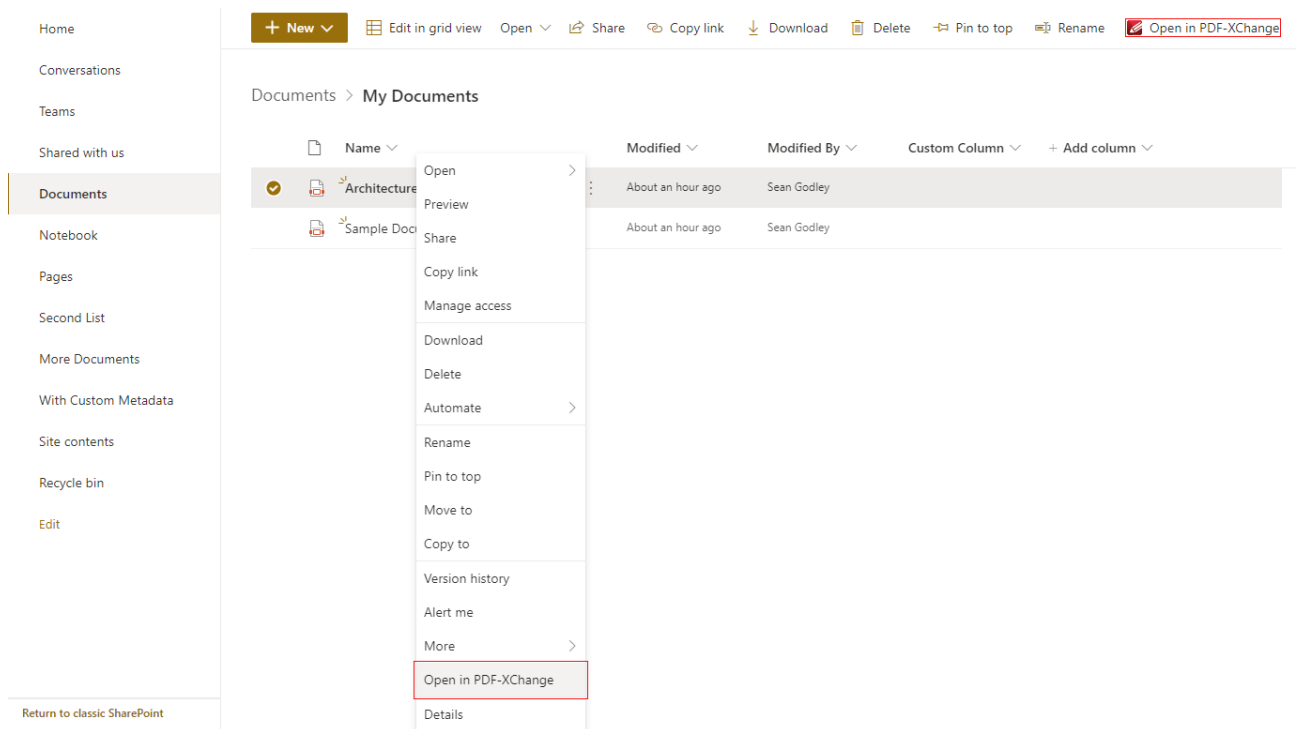 Home
Conversations
Teams
Shared with us
Documents
Notebook
Pages
Second List
More Documents
With Custom Metadata
Site contents
Recycle bin
Edit
Return to classic SharePoint
+ New Edit in grid view Open Share Copy link Download Delete Pin to top Rename Open in PDF-XChange
Documents > My Documents
Name Modified Modified By Custom Column + Add column
Architecture About an hour ago Sean Godley
Sample About an hour ago Sean Godley
Open
Preview
Share
Copy link
Manage access
Download
Delete
Automate
Rename
Pin to top
Move to
Copy to
Version history
Alert me
More
Open in PDF-XChange
Details